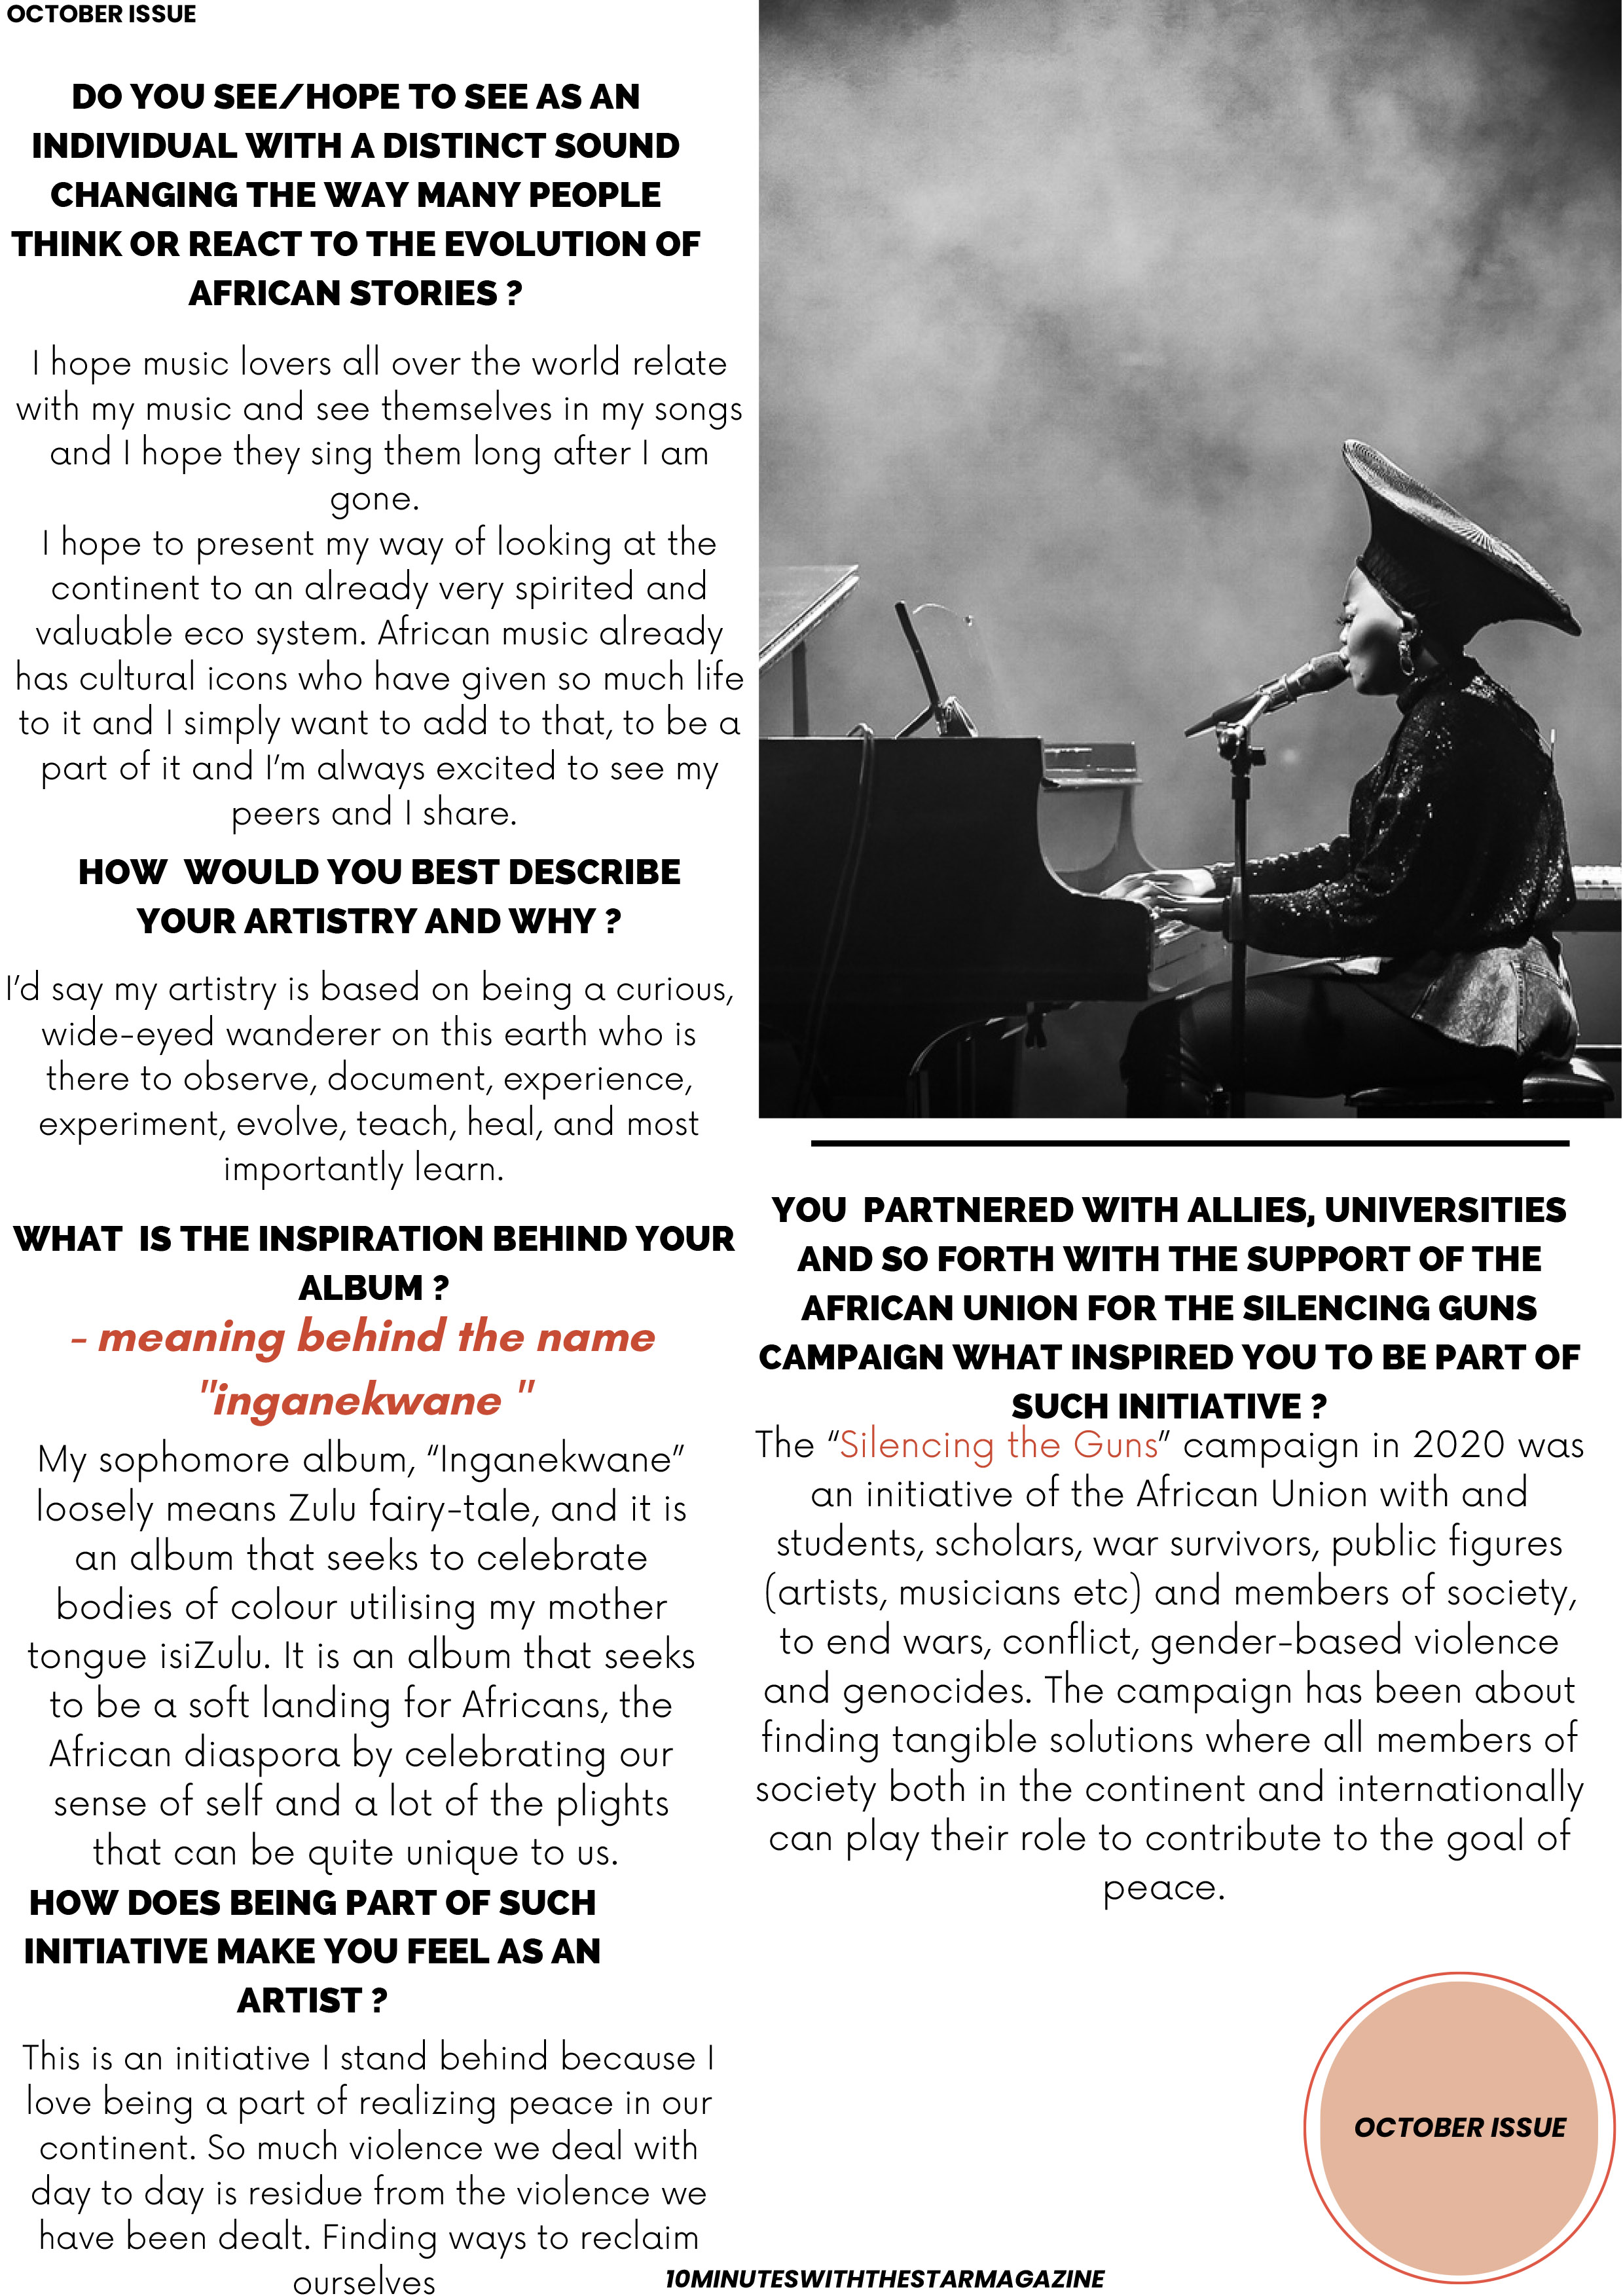 OCTOBER ISSUE
DO YOU SEE/HOPE TO SEE AS AN
INDIVIDUAL WITH A DISTINCT SOUND
CHANGING THE WAY MANY PEOPLE
THINK OR REACT TO THE EVOLUTION OF
AFRICAN STORIES ?
I hope music lovers all over the world relate
with my music and see themselves in my songs
and I hope they sing them long after I am
gone.
I hope to present my way of looking at the
continent to an already very spirited and
valuable eco system. African music already
has cultural icons who have given so much life
to it and I simply want to add to that, to be a
part of it and I’m always excited to see my
peers and I share.
HOW WOULD YOU BEST DESCRIBE
YOUR ARTISTRY AND WHY ?
I’d say my artistry is based on being a curious,
wide-eyed wanderer on this earth who is
there to observe, document, experience,
experiment, evolve, teach, heal, and most
importantly learn.
WHAT IS THE INSPIRATION BEHIND YOUR
ALBUM ?
- meaning behind the name
"inganekwane "
My sophomore album, “Inganekwane”
loosely means Zulu fairy-tale, and it is
an album that seeks to celebrate
bodies of colour utilising my mother
tongue isiZulu. It is an album that seeks
to be a soft landing for Africans, the
African diaspora by celebrating our
sense of self and a lot of the plights
that can be quite unique to us.
HOW DOES BEING PART OF SUCH
INITIATIVE MAKE YOU FEEL AS AN
ARTIST ?
This is an initiative I stand behind because I
love being a part of realizing peace in our
continent. So much violence we deal with
day to day is residue from the violence we
have been dealt. Finding ways to reclaim
ourselves
YOU PARTNERED WITH ALLIES, UNIVERSITIES
AND SO FORTH WITH THE SUPPORT OF THE
AFRICAN UNION FOR THE SILENCING GUNS
CAMPAIGN WHAT INSPIRED YOU TO BE PART OF
SUCH INITIATIVE ?
The “Silencing the Guns” campaign in 2020 was
an initiative of the African Union with and
students, scholars, war survivors, public figures
(artists, musicians etc) and members of society,
to end wars, conflict, gender-based violence
and genocides. The campaign has been about
finding tangible solutions where all members of
society both in the continent and internationally
can play their role to contribute to the goal of
peace.
OCTOBER ISSUE
10MINUTESWITHTHESTARMAGAZINE